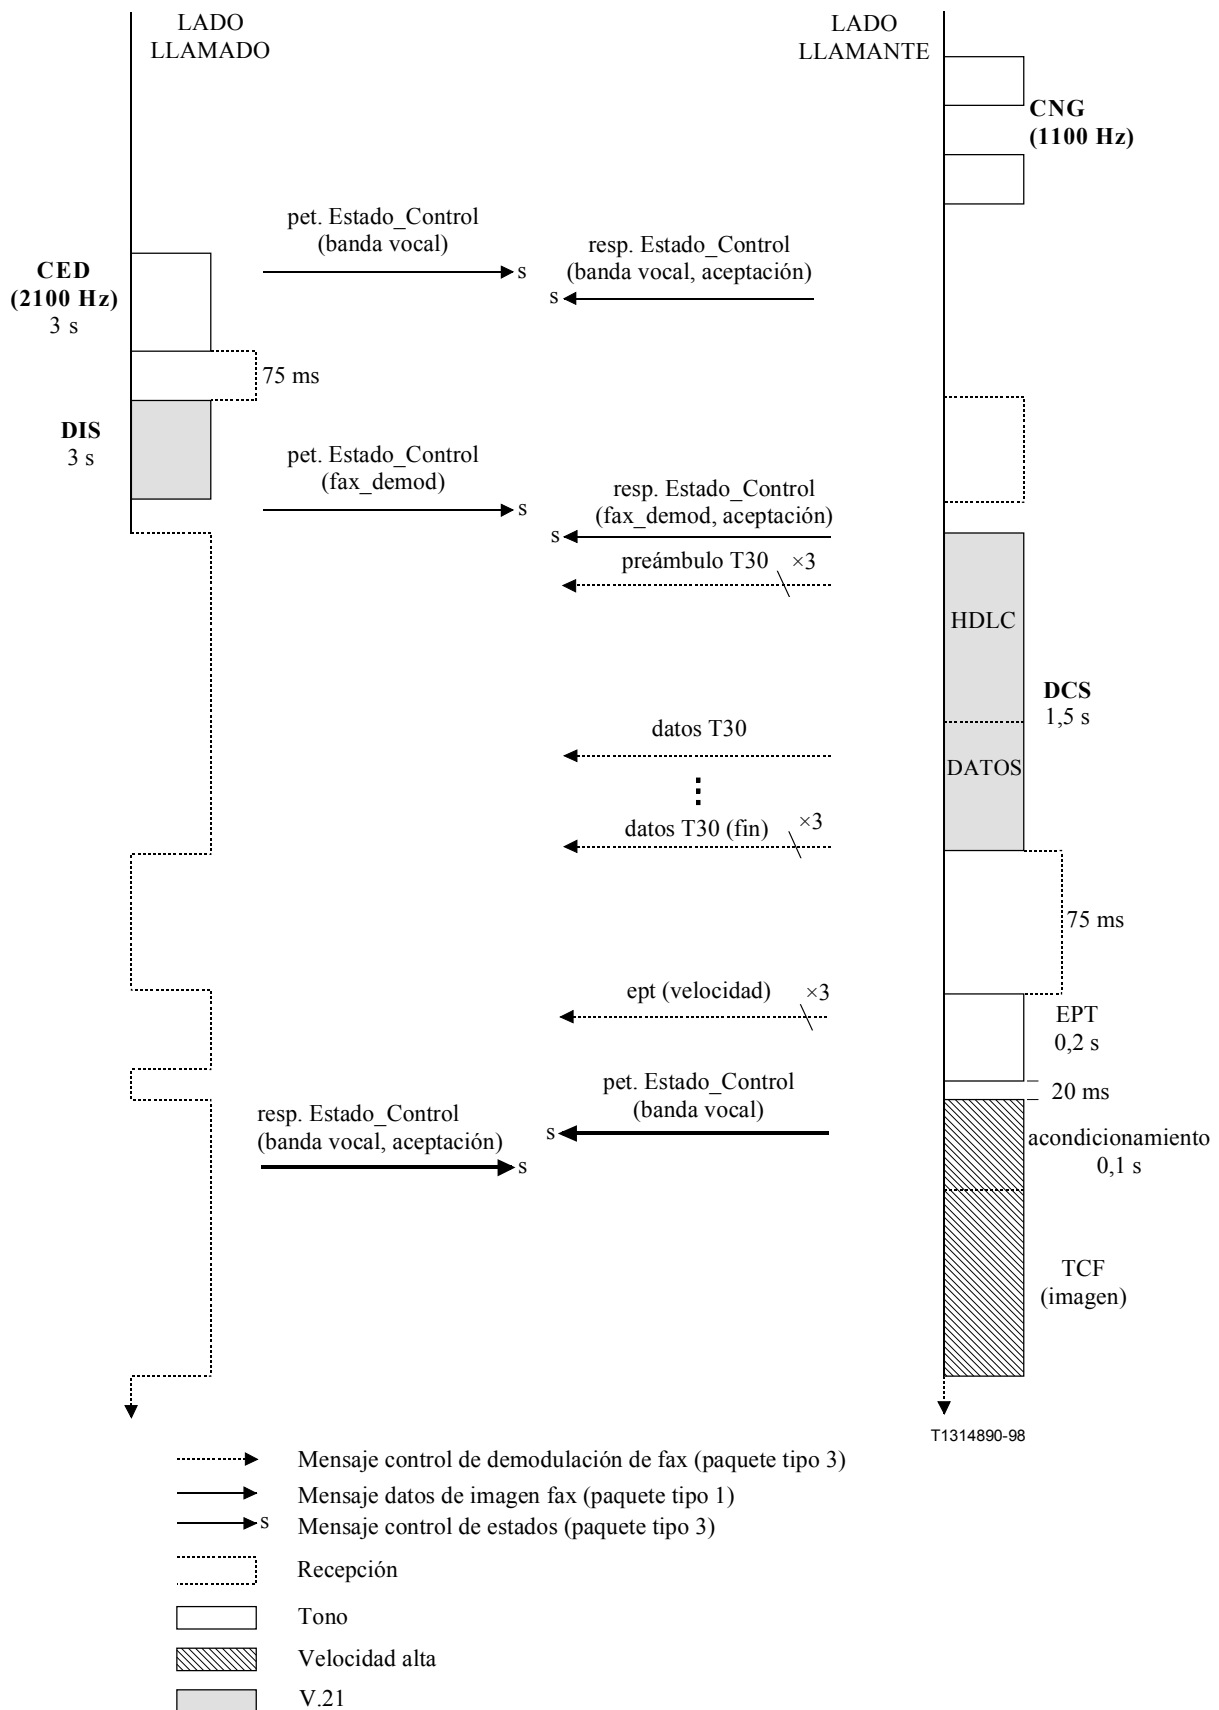 LADO
LLAMADO
LADO
LLAMANTE
CNG
(1100 Hz)
pet. Estado_Control
(banda vocal)
s
resp. Estado_Control
(banda vocal, aceptación)
s
CED
(2100 Hz)
3 s
75 ms
DIS
3 s
pet. Estado_Control
(fax_demod)
s
resp. Estado_Control
(fax_demod, aceptación)
s
preámbulo T30 ×3
HDLC
DCS
1,5 s
datos T30
DATOS
datos T30 (fin) ×3
75 ms
ept (velocidad) ×3
EPT
0,2 s
20 ms
pet. Estado_Control
(banda vocal)
s
resp. Estado_Control
(banda vocal, aceptación)
s
acondicionamiento
0,1 s
TCF
(imagen)
T1314890-98
Mensaje control de demodulación de fax (paquete tipo 3)
Mensaje datos de imagen fax (paquete tipo 1)
s Mensaje control de estados (paquete tipo 3)
Recepción
Tono
Velocidad alta
V.21